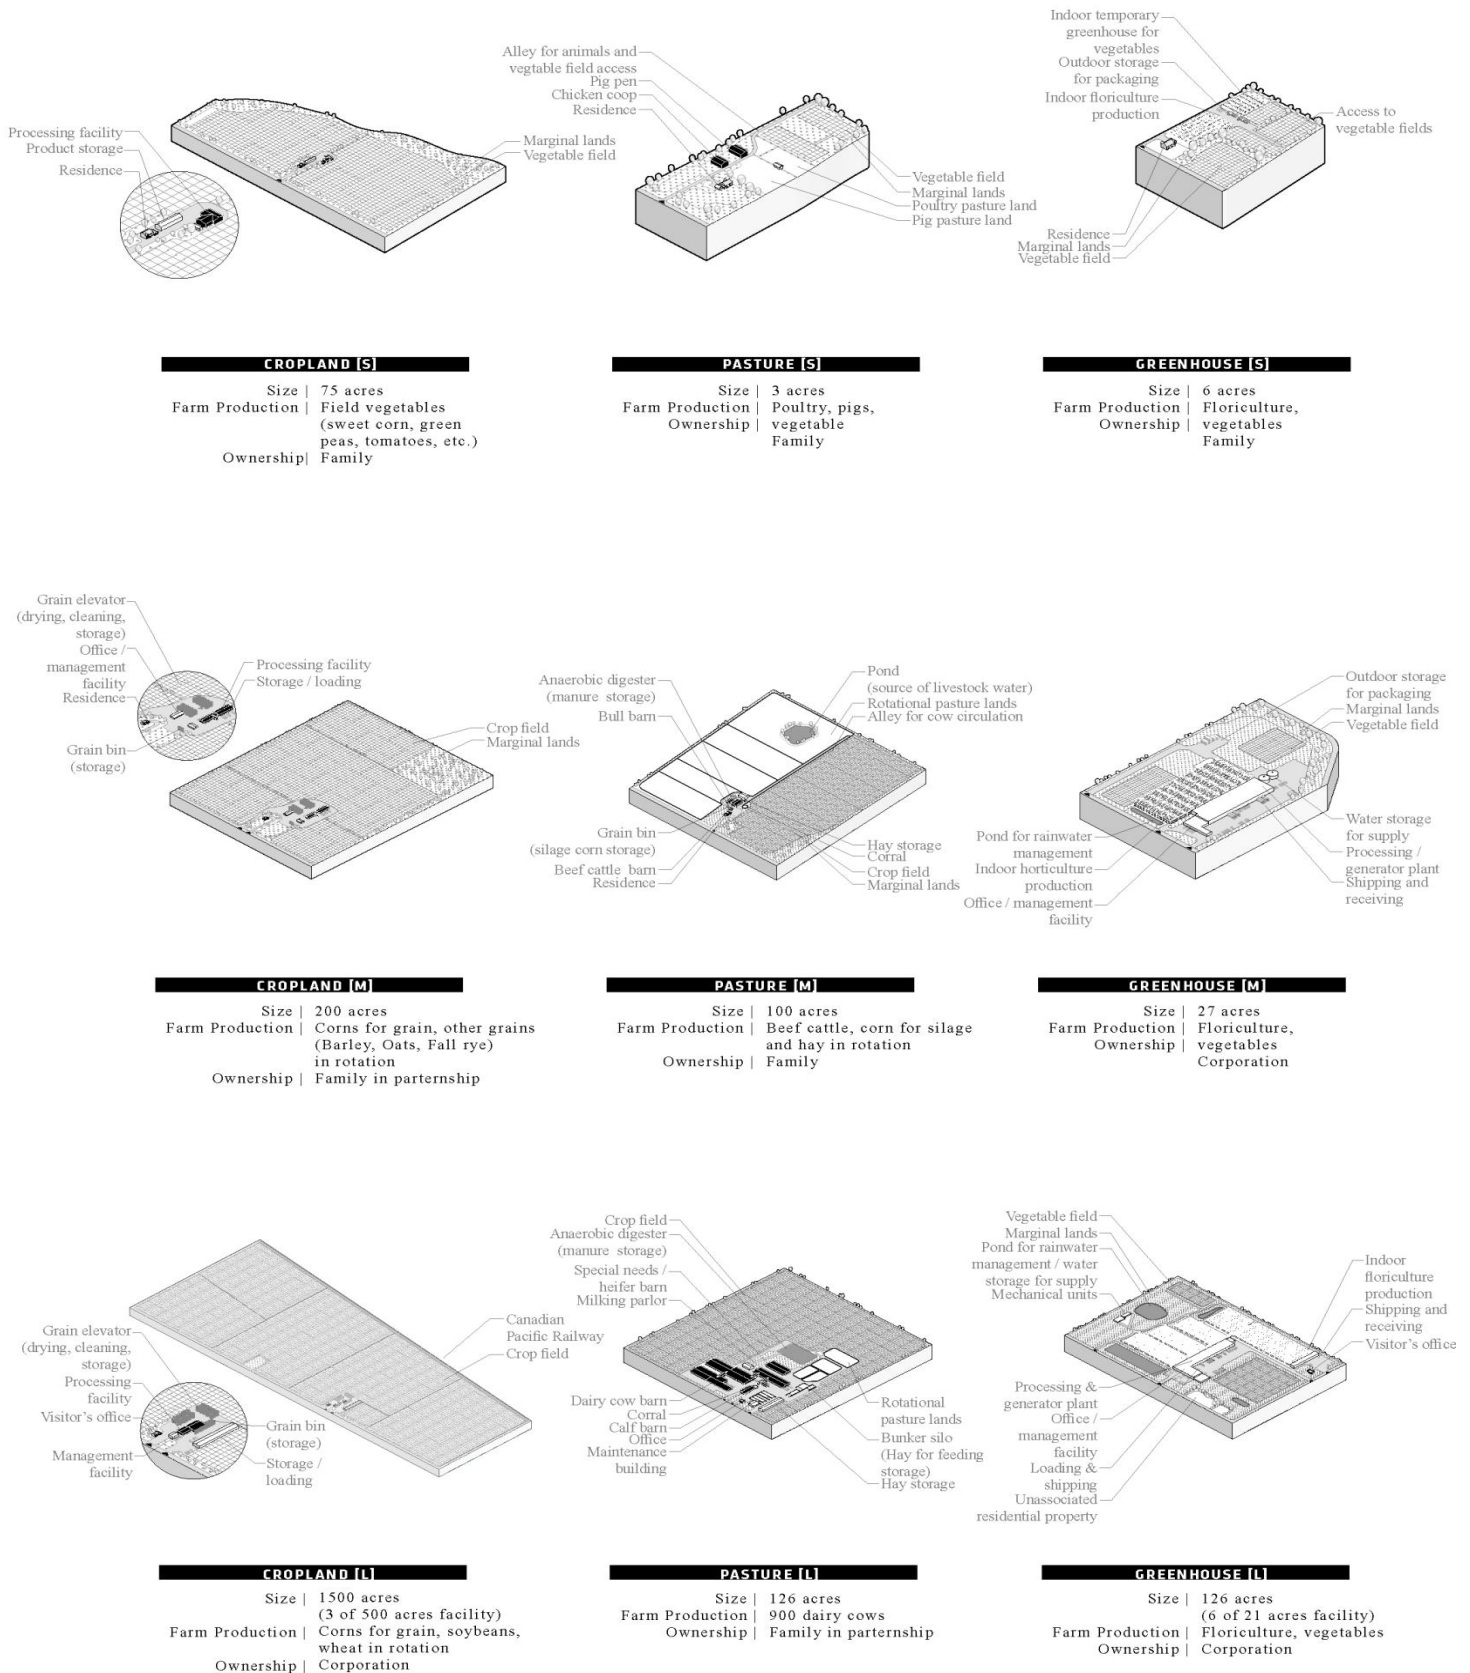 Processing facility
Product storage
Residence
Marginal lands
Vegetable field
Alley for animals and
vegtable field access
Pig pen
Chicken coop
Residence
Vegetable field
Marginal lands
Poultry pasture land
Pig pasture land
Indoor temporary
greenhouse for
vegetables
Outdoor storage
for packaging
Indoor floriculture
production
Access to
vegetable fields
Residence
Marginal lands
Vegetable field
CROPLAND [S]
Size | 75 acres
Farm Production | Field vegetables
(sweet corn, green
peas, tomatoes, etc.)
Ownership| Family
PASTURE [S]
Size | 3 acres
Farm Production | Poultry, pigs,
Ownership | vegetable
Family
GREENHOUSE [S]
Size | 6 acres
Farm Production | Floriculture,
Ownership | vegetables
Family
Grain elevator
(drying, cleaning,
storage)
Office /
management
facility
Residence
Grain bin
(storage)
Processing facility
Storage / loading
Crop field
Marginal lands
Anaerobic digester
(manure storage)
Bull barn
Pond
(source of livestock water)
Rotational pasture lands
Alley for cow circulation
Grain bin
(silage corn storage)
Beef cattle barn
Residence
Hay storage
Corral
Crop field
Marginal lands
Outdoor storage
for packaging
Marginal lands
Vegetable field
Pond for rainwater
management
Indoor horticulture
production
Office / management
facility
Water storage
for supply
Processing /
generator plant
Shipping and
receiving
CROPLAND [M]
Size | 200 acres
Farm Production | Corns for grain, other grains
(Barley, Oats, Fall rye)
in rotation
Ownership | Family in parternship
PASTURE [M]
Size | 100 acres
Farm Production | Beef cattle, corn for silage
and hay in rotation
Ownership | Family
GREENHOUSE [M]
Size | 27 acres
Farm Production | Floriculture,
Ownership | vegetables
Corporation
Grain elevator
(drying, cleaning,
storage)
Processing
facility
Visitor's office
Management
facility
Grain bin
(storage)
Storage /
loading
Canadian
Pacific Railway
Crop field
Crop field
Anaerobic digester
(manure storage)
Special needs /
heifer barn
Milking parlor
Dairy cow barn
Corral
Calf barn
Office
Maintenance
building
Rotational
pasture lands
Bunker silo
(Hay for feeding
storage)
Hay storage
Vegetable field
Marginal lands
Pond for rainwater
management / water
storage for supply
Mechanical units
Indoor
floriculture
production
Shipping and
receiving
Visitor's office
Processing &
generator plant
Office /
management
facility
Loading &
shipping
Unassociated
residential property
CROPLAND [L]
Size | 1500 acres
(3 of 500 acres facility)
Farm Production | Corns for grain, soybeans,
wheat in rotation
Ownership | Corporation
PASTURE [L]
Size | 126 acres
Farm Production | 900 dairy cows
Ownership | Family in parternship
GREENHOUSE [L]
Size | 126 acres
(6 of 21 acres facility)
Farm Production | Floriculture, vegetables
Ownership | Corporation